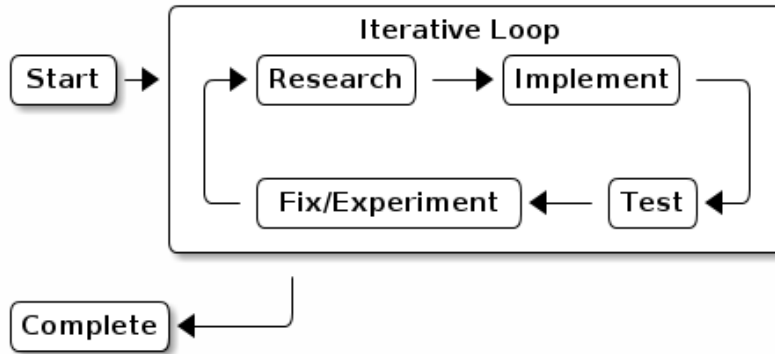 Iterative Loop
Start
Research
Implement
Fix/Experiment
Test
Complete